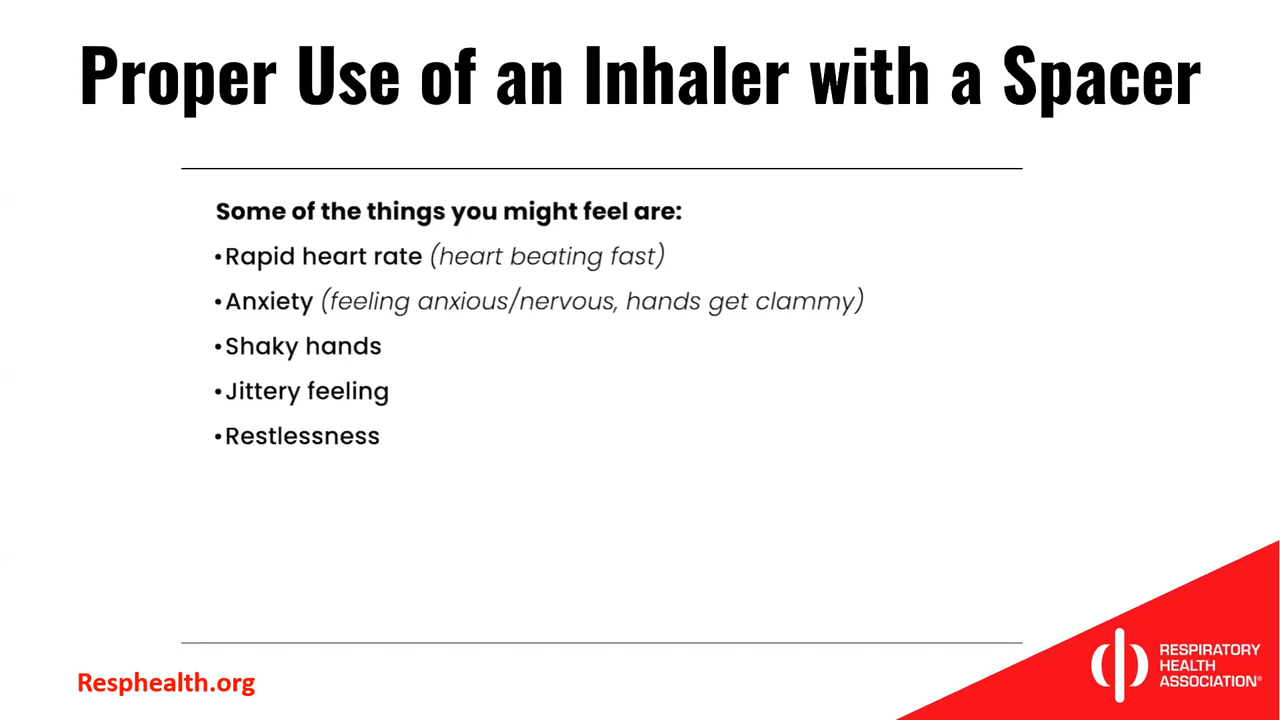 Proper Use of an Inhaler with a Spacer
Some of the things you might feel are:
•Rapid heart rate (heart beating fast)
•Anxiety (feeling anxious/nervous, hands get clammy)
•Shaky hands
•Jittery feeling
•Restlessness
Resphealth.org
RESPIRATORY
HEALTH
ASSOCIATION®